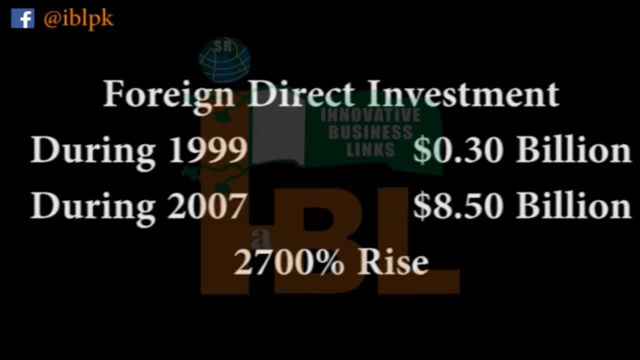 @iblpk
SR
Foreign Direct Investment
INNOVATIVE
BUSINESS
LINKS
During 1999 $0.30 Billion
During 2007 $8.50 Billion
a
IBL
2700% Rise